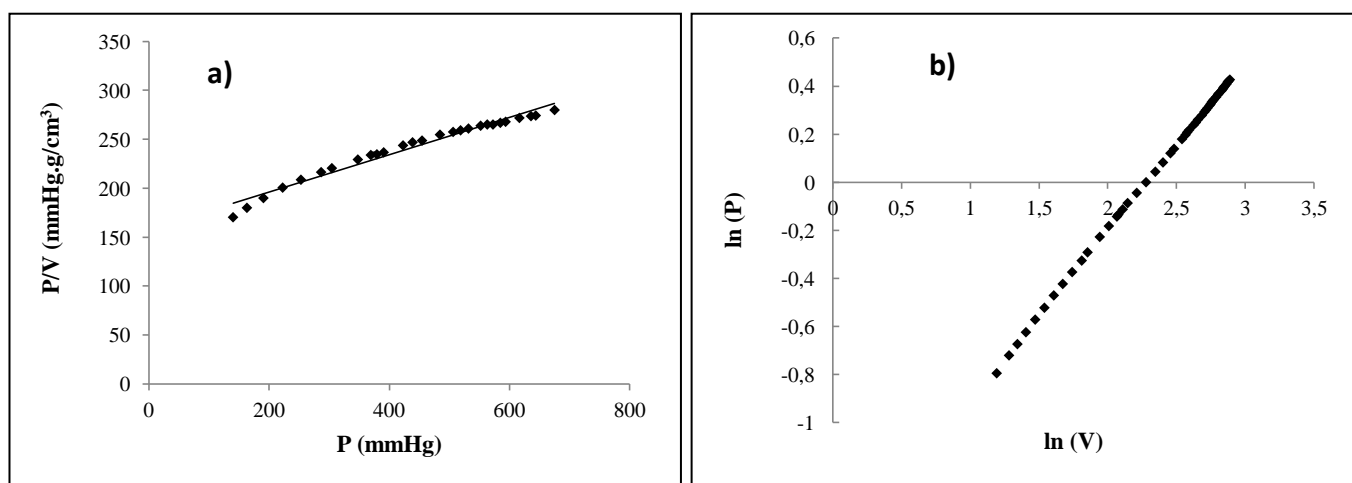 a)
P/V (mmHg.g/cm³)
350
300
250
200
150
100
50
0
0 200 400 600 800
P (mmHg)
b)
ln (P)
0,6
0,4
0,2
0
-0,2
-0,4
-0,6
-0,8
-1
0 0,5 1 1,5 2 2,5 3 3,5
ln (V)